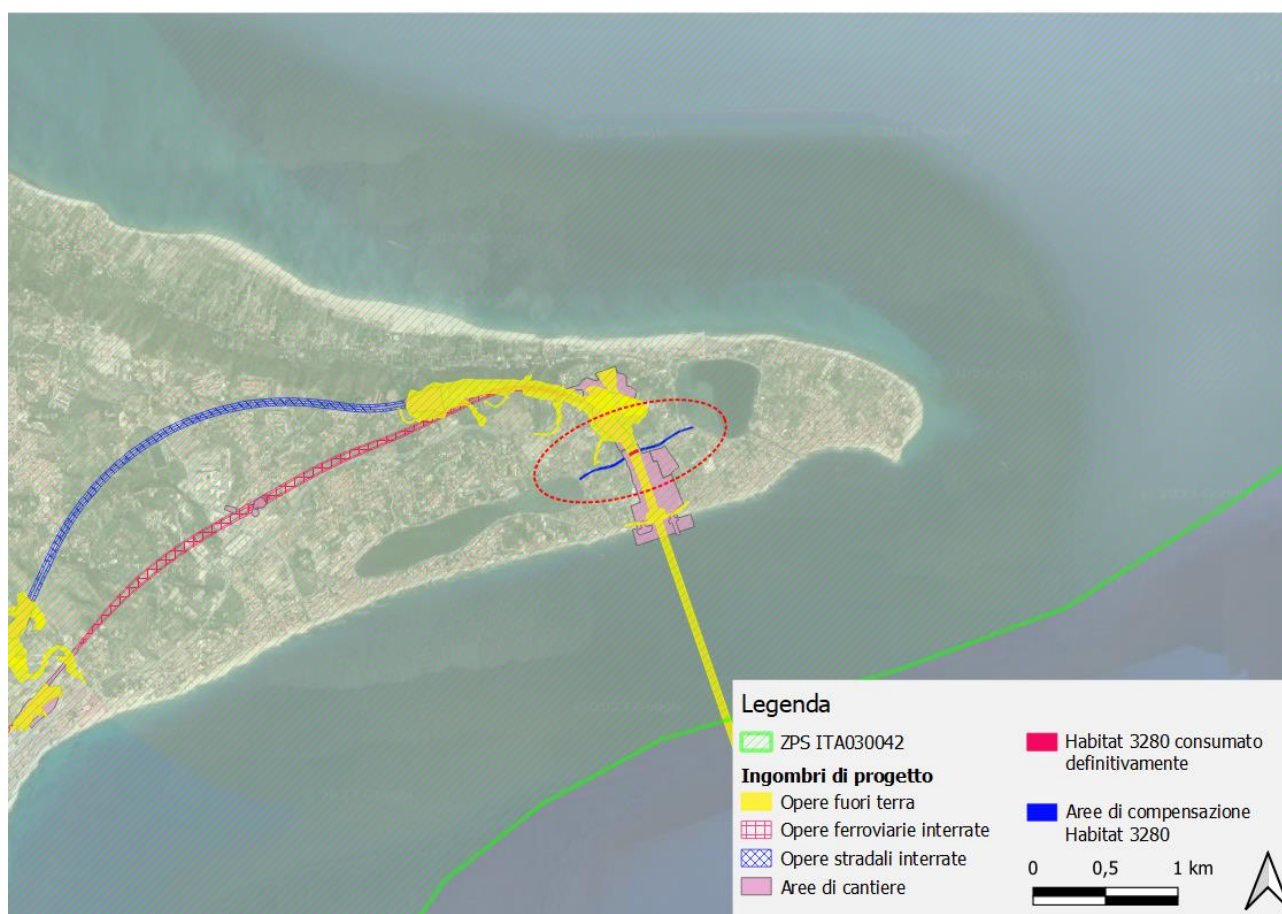 Legenda
ZPS ITA030042
Ingombri di progetto
Opere fuori terra
Opere ferroviarie interrate
Opere stradali interrate
Aree di cantiere
Habitat 3280 consumato
definitivamente
Aree di compensazione
Habitat 3280
0 0,5 1 km